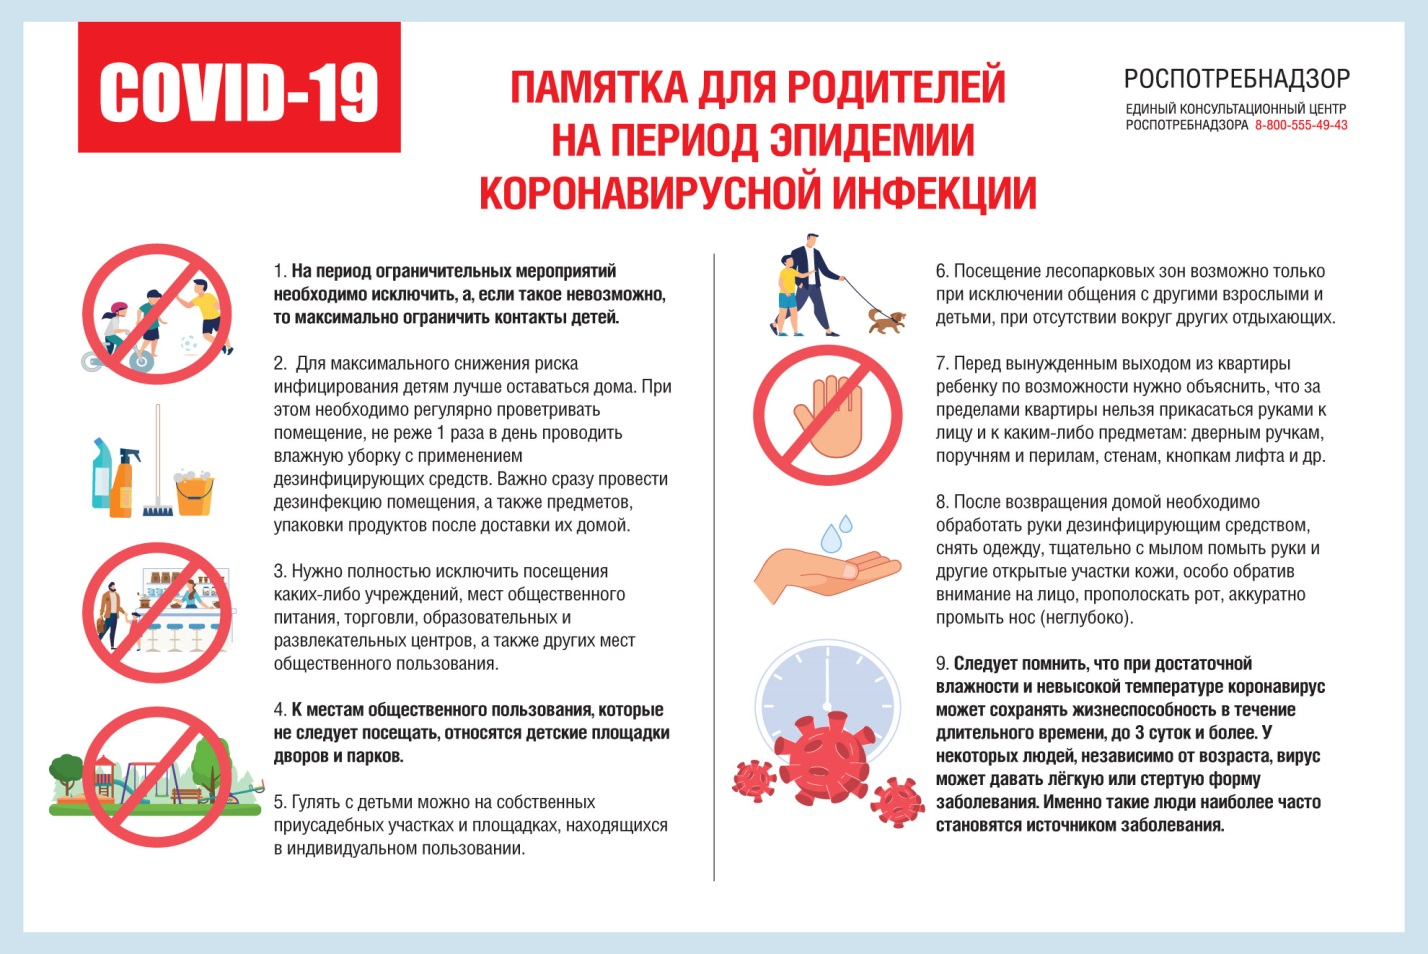 COVID-19
ПАМЯТКА ДЛЯ РОДИТЕЛЕЙ
НА ПЕРИОД ЭПИДЕМИИ
КОРОНАВИРУСНОЙ ИНФЕКЦИИ
РОСПОТРЕБНАДЗОР
ЕДИНЫЙ КОНСУЛЬТАЦИОННЫЙ ЦЕНТР
РОСПОТРЕБНАДЗОРА 8-800-555-49-43
1. На период ограничительных мероприятий
необходимо исключить, а, если такое невозможно,
то максимально ограничить контакты детей.
2. Для максимального снижения риска
инфицирования детям лучше оставаться дома. При
этом необходимо регулярно проветривать
помещение, не реже 1 раза в день проводить
влажную уборку с применением
дезинфицирующих средств. Важно сразу провести
дезинфекцию помещения, а также предметов,
упаковки продуктов после доставки их домой.
3. Нужно полностью исключить посещения
каких-либо учреждений, мест общественного
питания, торговли, образовательных и
развлекательных центров, а также других мест
общественного пользования.
4. К местам общественного пользования, которые
не следует посещать, относятся детские площадки
дворов и парков.
5. Гулять с детьми можно на собственных
приусадебных участках и площадках, находящихся
в индивидуальном пользовании.
6. Посещение лесопарковых зон возможно только
при исключении общения с другими взрослыми и
детьми, при отсутствии вокруг других отдыхающих.
7. Перед вынужденным выходом из квартиры
ребенку по возможности нужно объяснить, что за
пределами квартиры нельзя прикасаться руками к
лицу и к каким-либо предметам: дверным ручкам,
поручням и перилам, стенам, кнопкам лифта и др.
8. После возвращения домой необходимо
обработать руки дезинфицирующим средством,
снять одежду, тщательно с мылом помыть руки и
другие открытые участки кожи, особо обратив
внимание на лицо, прополоскать рот, аккуратно
промыть нос (неглубоко).
9. Следует помнить, что при достаточной
влажности и невысокой температуре коронавирус
может сохранять жизнеспособность в течение
длительного времени, до 3 суток и более. У
некоторых людей, независимо от возраста, вирус
может давать лёгкую или стертую форму
заболевания. Именно такие люди наиболее часто
становятся источником заболевания.